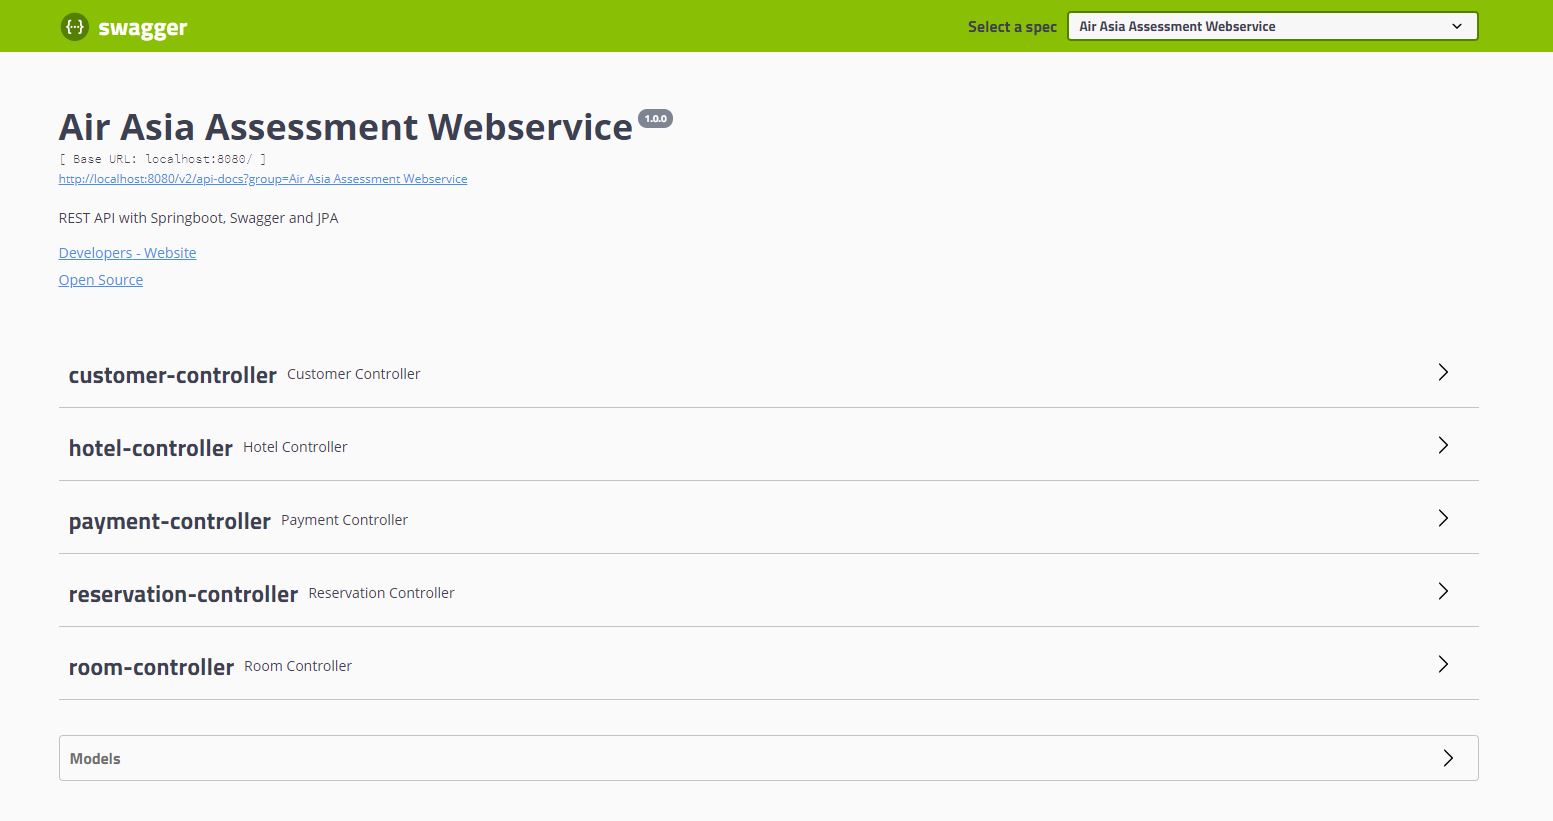 swagger
Select a spec
Air Asia Assessment Webservice
Air Asia Assessment Webservice 1.0.0
[ Base URL: localhost:8080/ ]
http://localhost:8080/v2/api-docs?group=Air Asia Assessment Webservice
REST API with Springboot, Swagger and JPA
Developers - Website
Open Source
customer-controller Customer Controller
hotel-controller Hotel Controller
payment-controller Payment Controller
reservation-controller Reservation Controller
room-controller Room Controller
Models